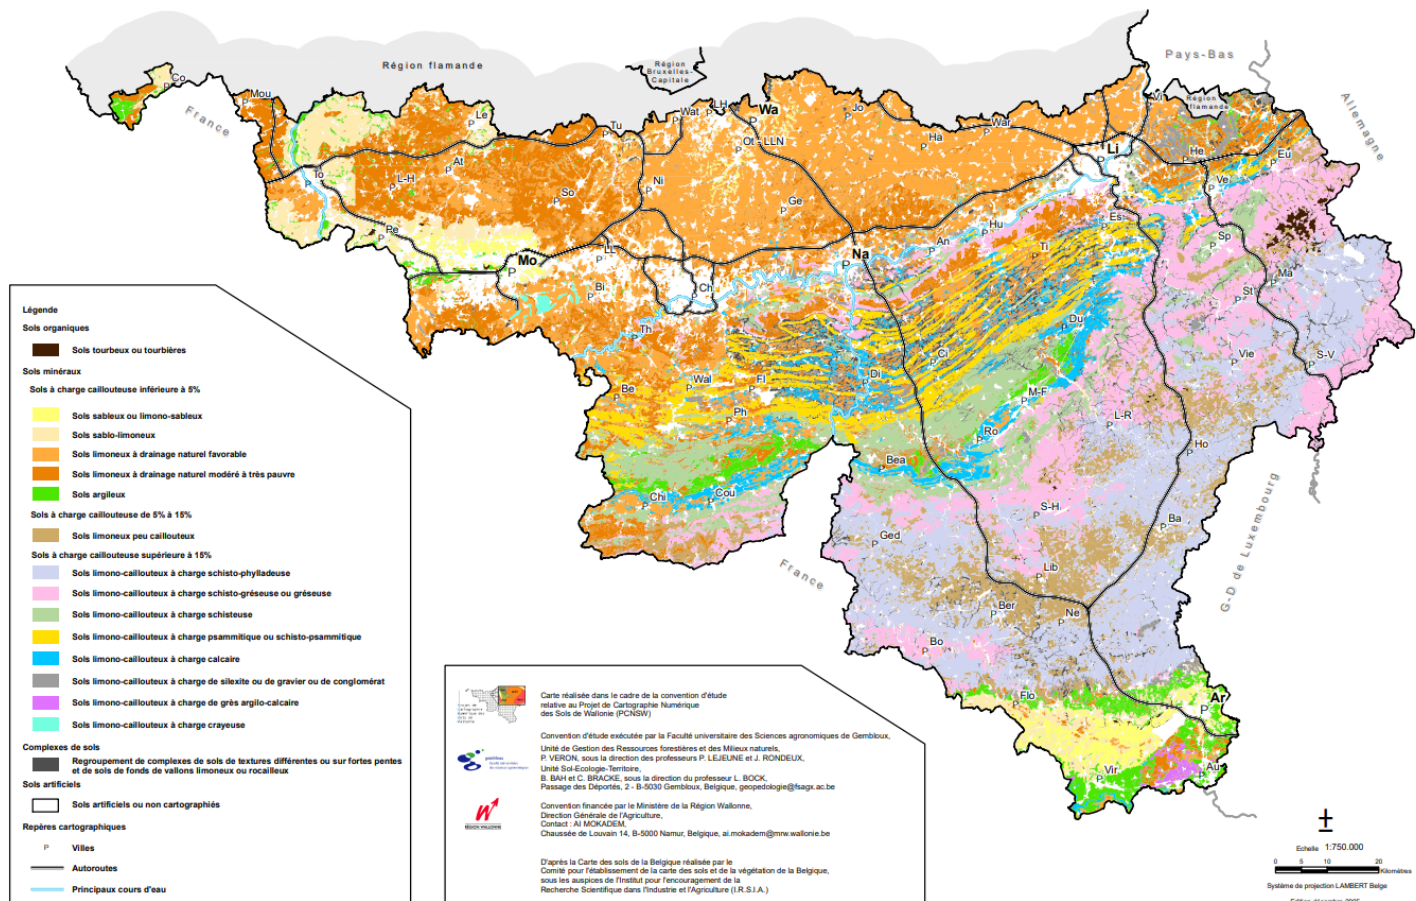 Région flamande
Région
Bruxelles-
Capitale
Pays-Bas
Région
flamande
Allemagne
France
Co
Mou
Le
Tu
Wat
LH
Wa
Jo
Ha
War
Vi
Li
He
Eu
To
L-H
At
Ot - LLN
Ve
So
Ni
Ge
Hu
Es
Sp
Pe
Mo
LL
Na
An
Ti
Ma
Bi
Ch
St
Th
Du
Vie
S-V
Ci
Be
Wal
Fl
Di
M-F
L-R
Ph
Ro
Ho
Bea
Chi
Cou
S-H
Ba
Ged
France
Lib
Ber
Ne
G-D de Luxembourg
Bo
Flo
Ar
Vir
Au
Légende
Sols organiques
Sols tourbeux ou tourbières
Sols minéraux
Sols à charge caillouteuse inférieure à 5%
Sols sableux ou limono-sableux
Sols sablo-limoneux
Sols limoneux à drainage naturel favorable
Sols limoneux à drainage naturel modéré à très pauvre
Sols argileux
Sols à charge caillouteuse de 5% à 15%
Sols limoneux peu caillouteux
Sols à charge caillouteuse supérieure à 15%
Sols limono-caillouteux à charge schisto-phylladeuse
Sols limono-caillouteux à charge schisto-gréseuse ou gréseuse
Sols limono-caillouteux à charge schisteuse
Sols limono-caillouteux à charge psammitique ou schisto-psammitique
Sols limono-caillouteux à charge calcaire
Sols limono-caillouteux à charge de silexite ou de gravier ou de conglomérat
Sols limono-caillouteux à charge de grès argilo-calcaire
Sols limono-caillouteux à charge crayeuse
Complexes de sols
Regroupement de complexes de sols de textures différentes ou sur fortes pentes
et de sols de fonds de vallons limoneux ou rocailleux
Sols artificiels
Sols artificiels ou non cartographiés
Repères cartographiques
P Villes
Autoroutes
Principaux cours d'eau
Carte réalisée dans le cadre de la convention d'étude
relative au Projet de Cartographie Numérique
des Sols de Wallonie (PCNSW)
Convention d'étude exécutée par la Faculté universitaire des Sciences agronomiques de Gembloux,
Unité de Gestion des Ressources forestières et des Milieux naturels,
P. VERON, sous la direction des professeurs P. LEJEUNE et J. RONDEUX,
Unité Sol-Ecologie-Territoire,
B. BAH et C. BRACKE, sous la direction du professeur L. BOCK,
Passage des Déportés, 2 - B-5030 Gembloux, Belgique, geopedologie@fsagx.ac.be
RÉGION WALLONNE
Convention financée par le Ministère de la Région Wallonne,
Direction Générale de l'Agriculture,
Contact : AI MOKADEM,
Chaussée de Louvain 14, B-5000 Namur, Belgique, ai.mokadem@mrw.wallonie.be
D'après la Carte des sols de la Belgique réalisée par le
Comité pour l'établissement de la carte des sols et de la végétation de la Belgique,
sous les auspices de l'Institut pour l'encouragement de la
Recherche Scientifique dans l'Industrie et l'Agriculture (I.R.S.I.A.)
Echelle 1:750.000
0 5 10 20
Kilomètres
Système de projection LAMBERT Belge